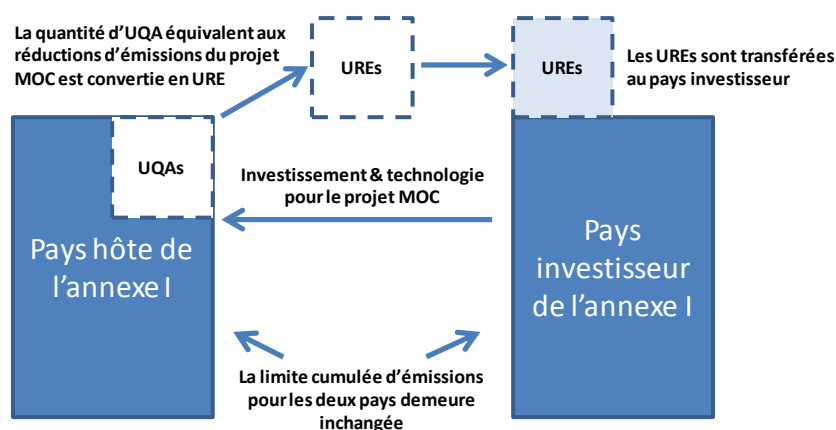 La quantité d’UQA équivalent aux
réductions d’émissions du projet
MOC est convertie en URE
UREs
UREs
Les UREs sont transférées
au pays investisseur
UQAs
Investissement & technologie
pour le projet MOC
Pays hôte de
l’annexe I
Pays
investisseur
de l’annexe I
La limite cumulée d’émissions
pour les deux pays demeure
inchangée